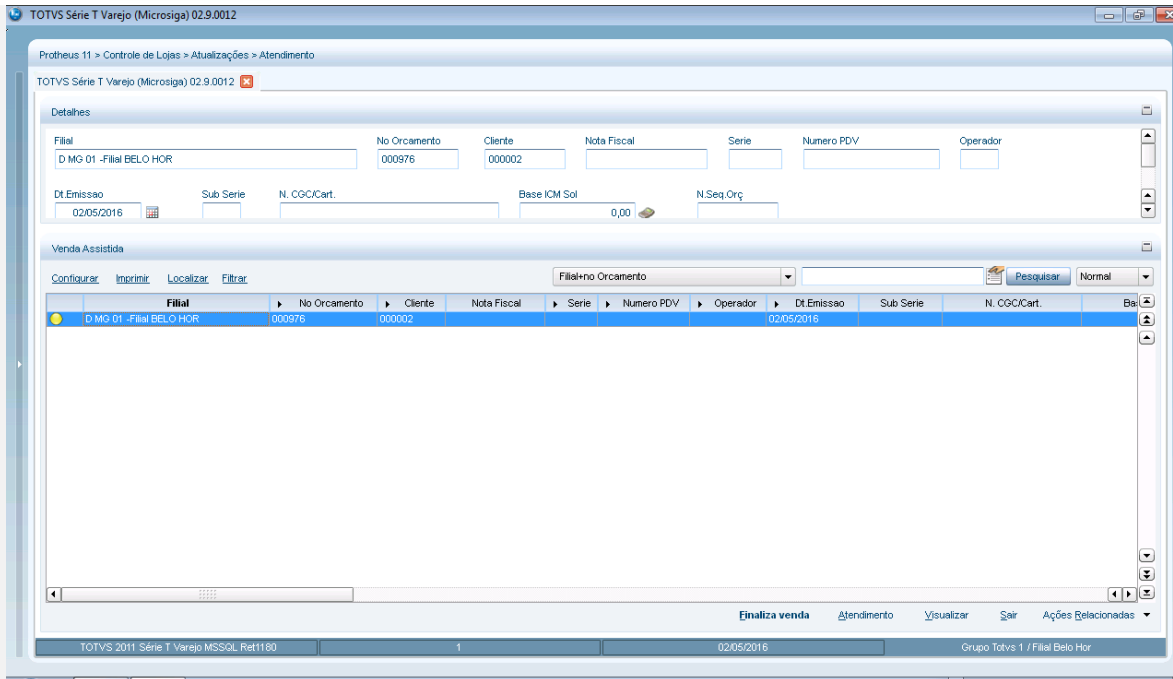 TOTVS Série T Varejo (Microsiga) 02.9.0012
Protheus 11 > Controle de Lojas > Atualizações > Atendimento
TOTVS Série T Varejo (Microsiga) 02.9.0012
Detalhes
Filial No Orcamento Cliente Nota Fiscal Serie Numero PDV Operador
D MG 01 -Filial BELO HOR 000976 000002
Dt.Emissao Sub Serie N. CGC/Cart. Base ICM Sol N.Seq.Orç
02/05/2016 0,00
Venda Assistida
Configurar Imprimir Localizar Filtrar Filial+no Orcamento Pesquisar Normal
Filial No Orcamento Cliente Nota Fiscal Serie Numero PDV Operador Dt.Emissao Sub Serie N. CGC/Cart. Ba
D MG 01 -Filial BELO HOR 000976 000002 02/05/2016
Finaliza venda Atendimento Visualizar Sair Ações Relacionadas
TOTVS 2011 Série T Varejo MSSQL Ret1180 1 02/05/2016 Grupo Totvs 1 / Filial Belo Hor